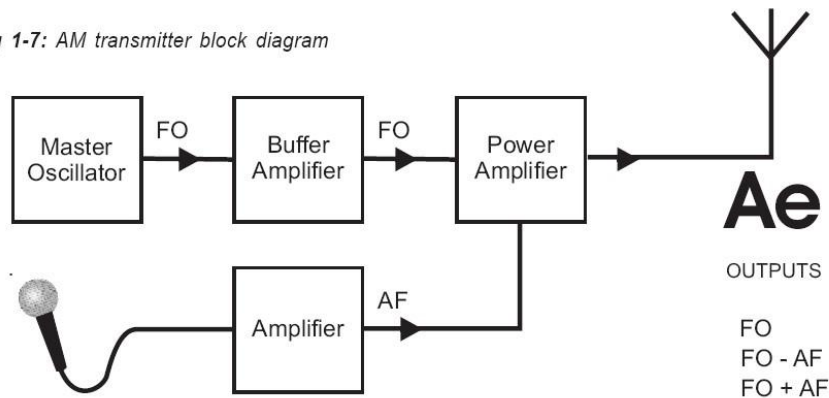 1-7: AM transmitter block diagram
Master
Oscillator
FO
Buffer
Amplifier
FO
Power
Amplifier
Ae
OUTPUTS
Amplifier
AF
FO
FO - AF
FO + AF